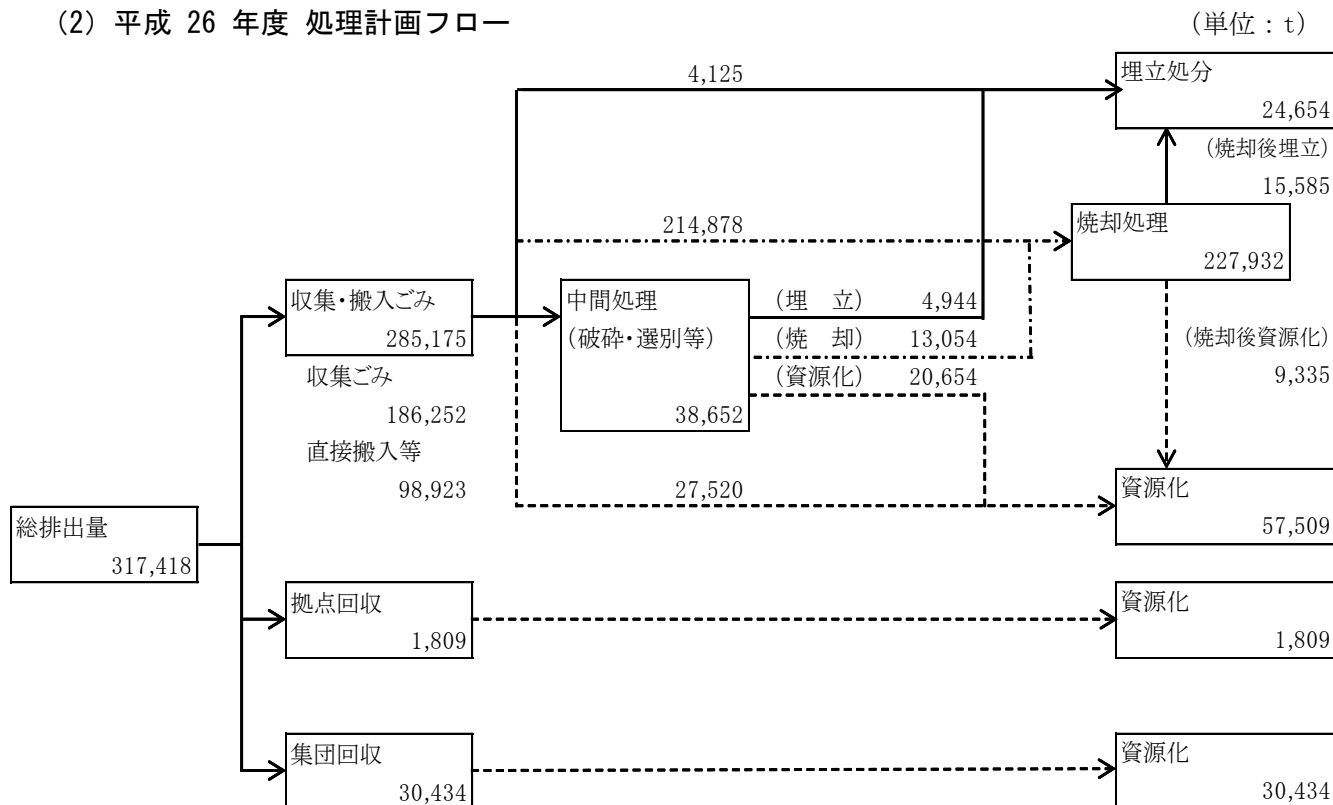 (2) 平成 26 年度 処理計画フロー
(単位：t)
4,125
埋立処分
24,654
(焼却後埋立)
15,585
214,878
焼却処理
227,932
収集・搬入ごみ
285,175
中間処理
(破砕・選別等)
38,652
(埋　立)　4,944
(焼　却)　13,054
(資源化)　20,654
(焼却後資源化)
9,335
収集ごみ
186,252
直接搬入等
98,923
27,520
資源化
57,509
総排出量
317,418
拠点回収
1,809
資源化
1,809
集団回収
30,434
資源化
30,434